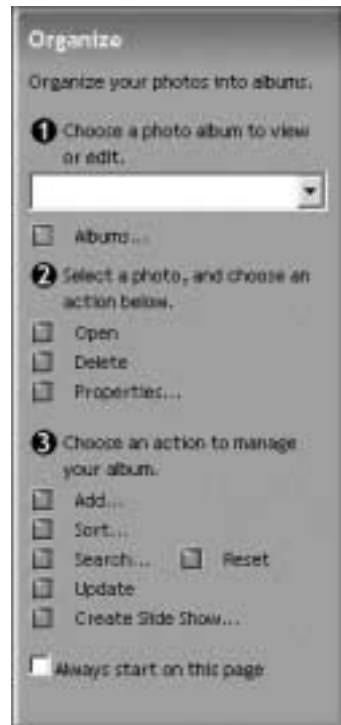 Organize
Organize your photos into albums.
1 Choose a photo album to view
or edit.
Albums...
2 Select a photo, and choose an
action below.
Open
Delete
Properties...
3 Choose an action to manage
your album.
Add...
Sort...
Search... Reset
Update
Create Slide Show...
Always start on this page